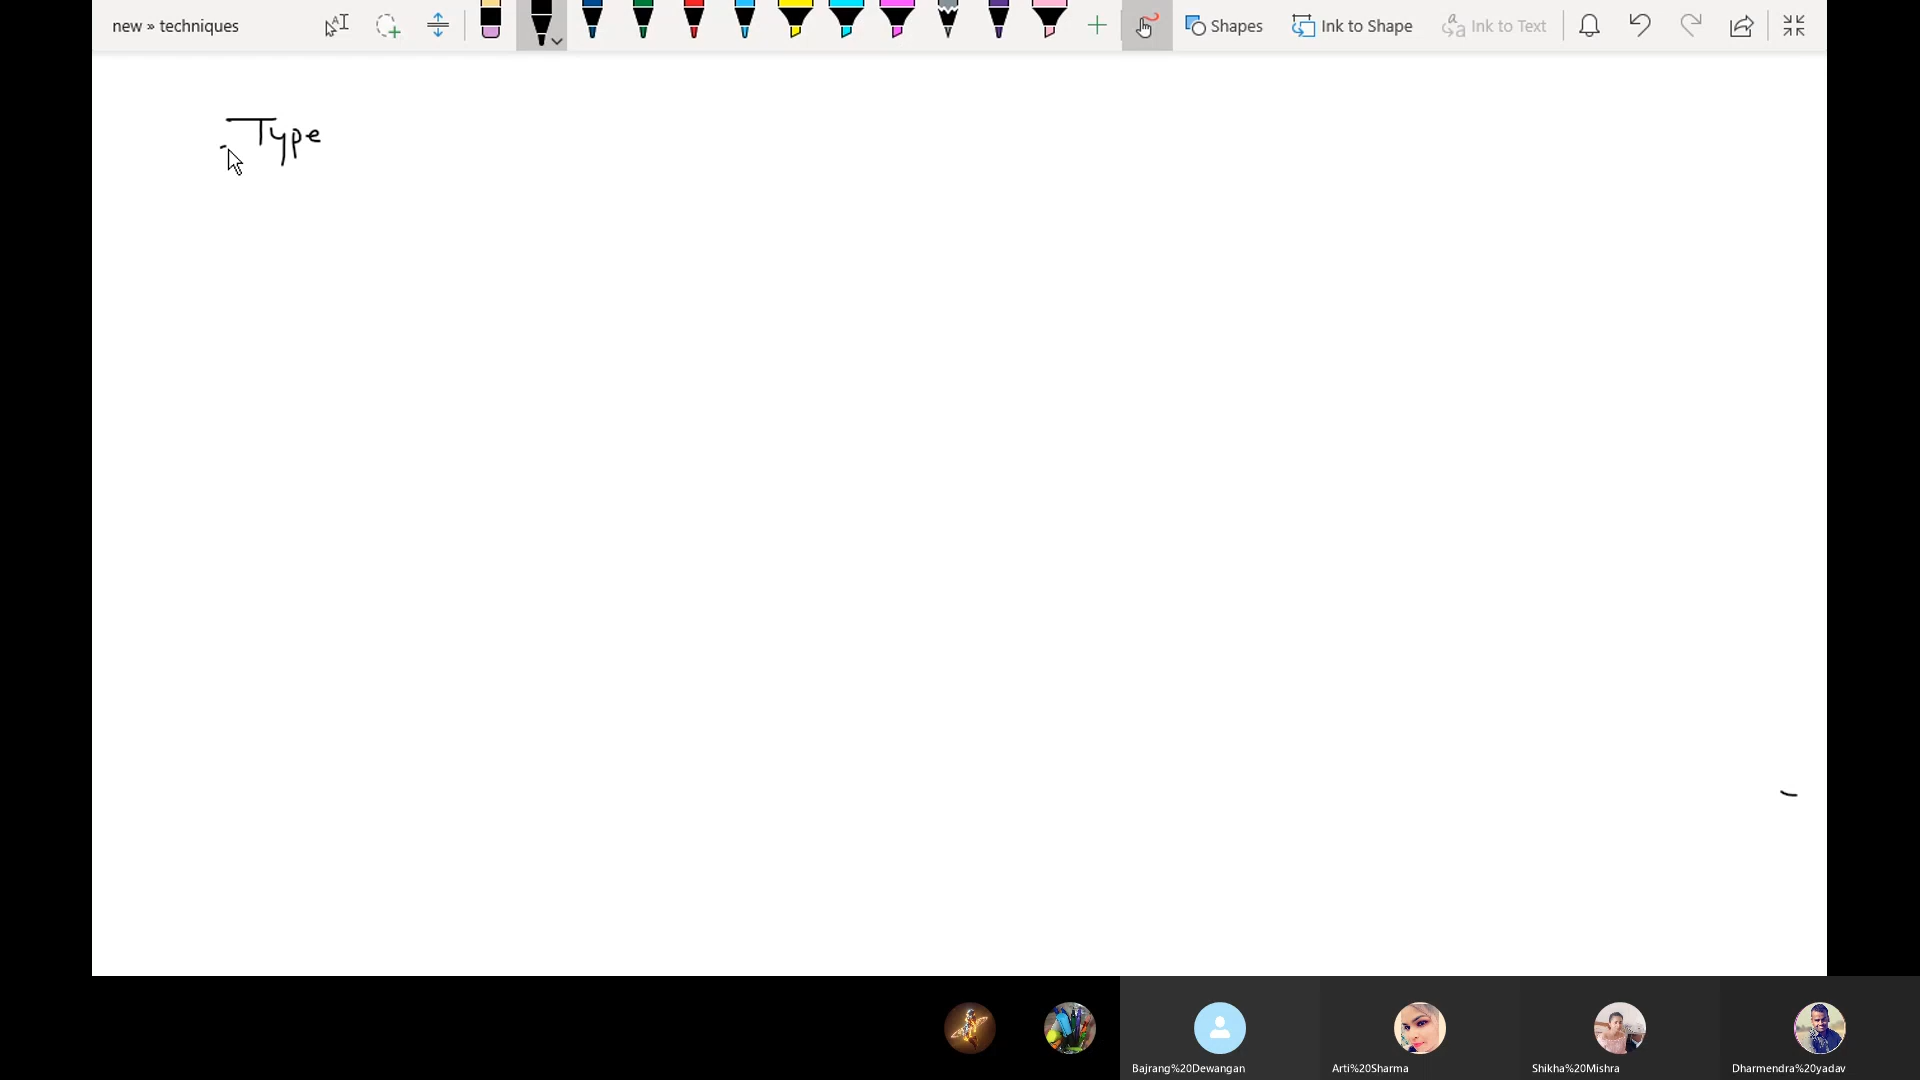 new » techniques
Shapes
Ink to Shape
Ink to Text
Type
Bajrang%20Dewangan
Arti%20Sharma
Shikha%20Mishra
Dharmendra%20yadav